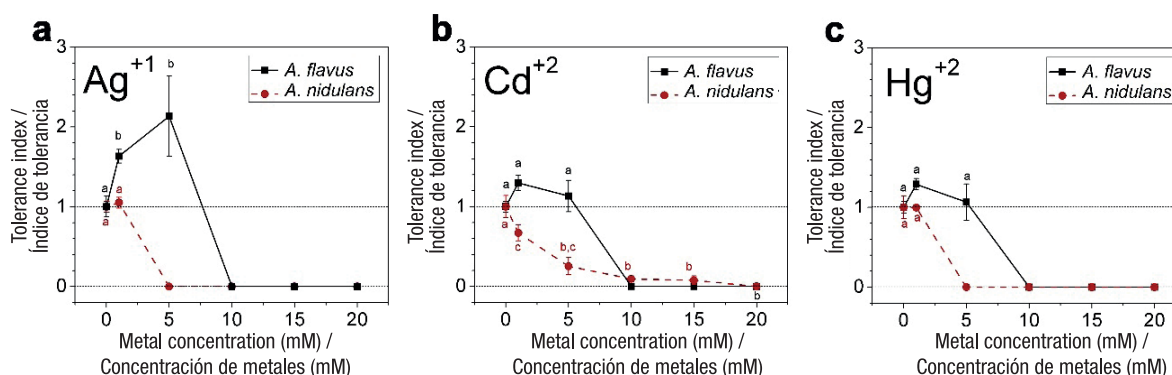 a
3
2
1
0
Ag+1
A. flavus
A. nidulans
a
a
b
a
b
Tolerance index /
Índice de tolerancia
0 5 10 15 20
Metal concentration (mM) /
Concentración de metales (mM)
b
3
2
1
0
Cd+2
A. flavus
A. nidulans
a
a
a
c
a
b,c
b
b
b
Tolerance index /
Índice de tolerancia
0 5 10 15 20
Metal concentration (mM) /
Concentración de metales (mM)
c
3
2
1
0
Hg+2
A. flavus
A. nidulans
a
a
a
a
a
Tolerance index /
Índice de tolerancia
0 5 10 15 20
Metal concentration (mM) /
Concentración de metales (mM)